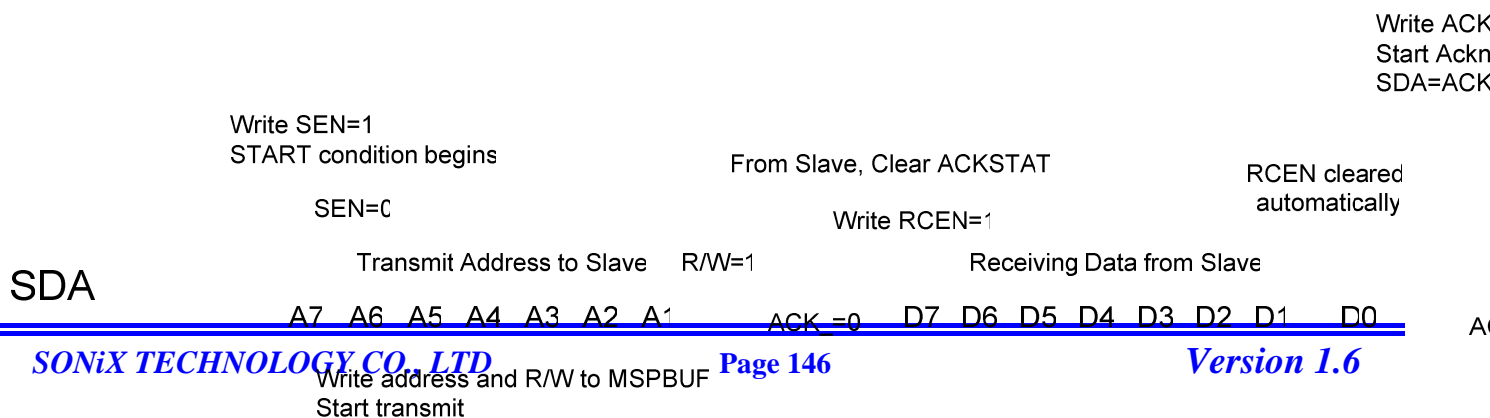 Write ACK
Start Ackn
SDA=ACK
Write SEN=1
START condition begins
From Slave, Clear ACKSTAT
RCEN cleared
automatically
SEN=0
Write RCEN=1
Transmit Address to Slave R/W=1 Receiving Data from Slave
SDA
A7 A6 A5 A4 A3 A2 A1 ACK_=0 D7 D6 D5 D4 D3 D2 D1 D0
SONiX TECHNOLOGY CO., LTD Page 146 Version 1.6
Write address and R/W to MSPBUF
Start transmit